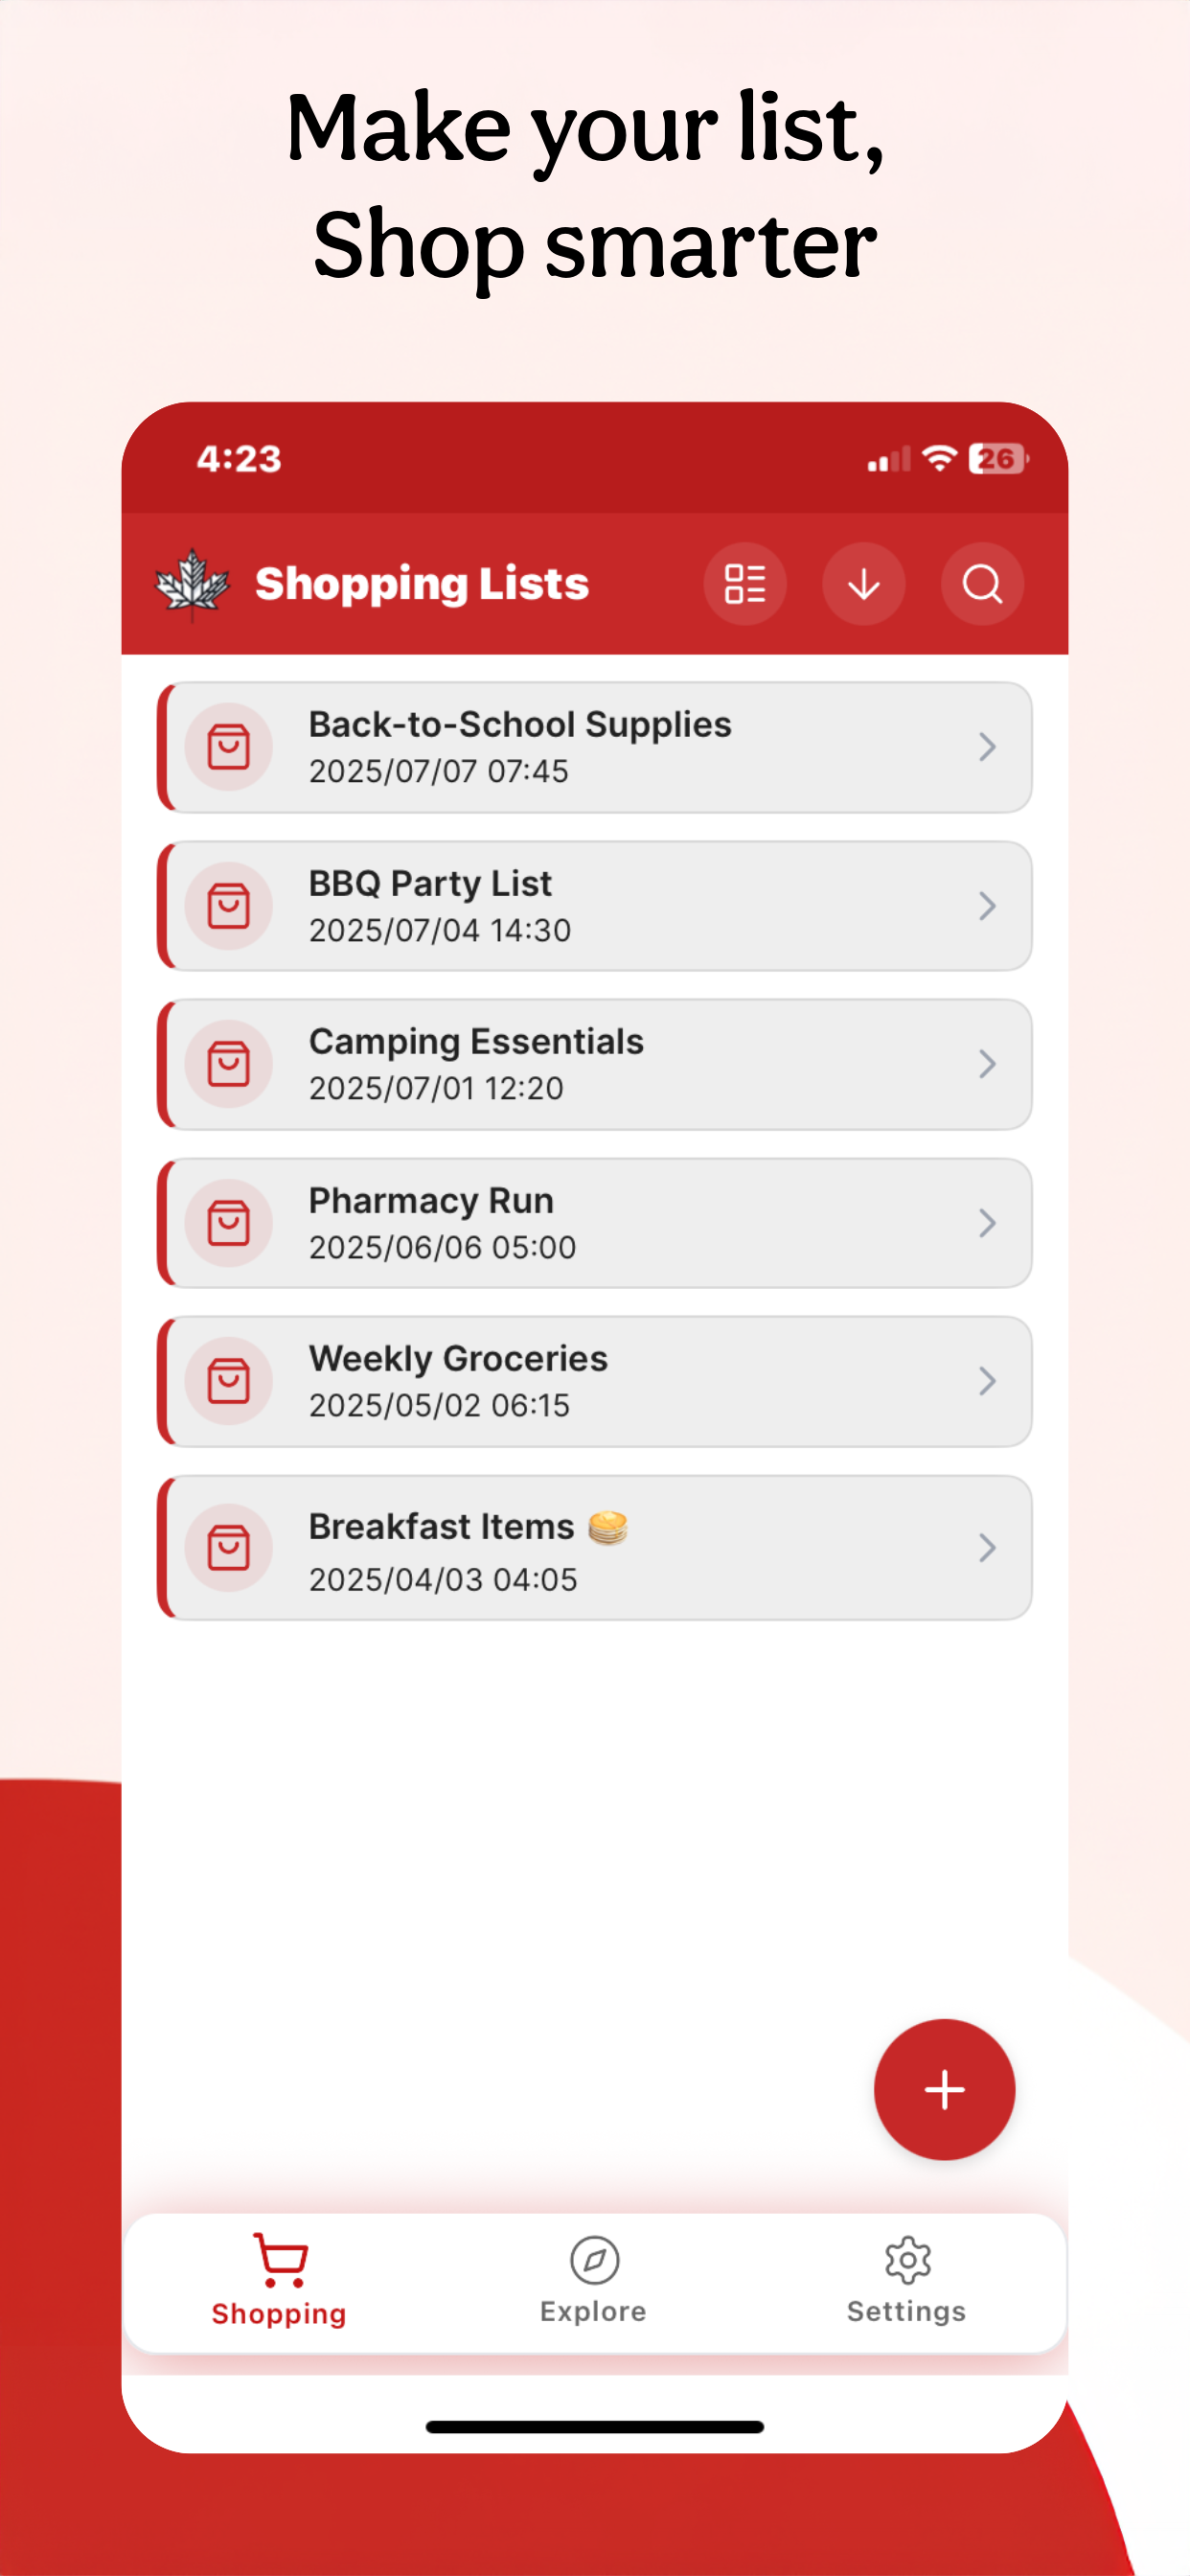 Make your list,
Shop smarter
4:23
26
Shopping Lists
Back-to-School Supplies
2025/07/07 07:45
BBQ Party List
2025/07/04 14:30
Camping Essentials
2025/07/01 12:20
Pharmacy Run
2025/06/06 05:00
Weekly Groceries
2025/05/02 06:15
Breakfast Items 🥞
2025/04/03 04:05
Shopping
Explore
Settings